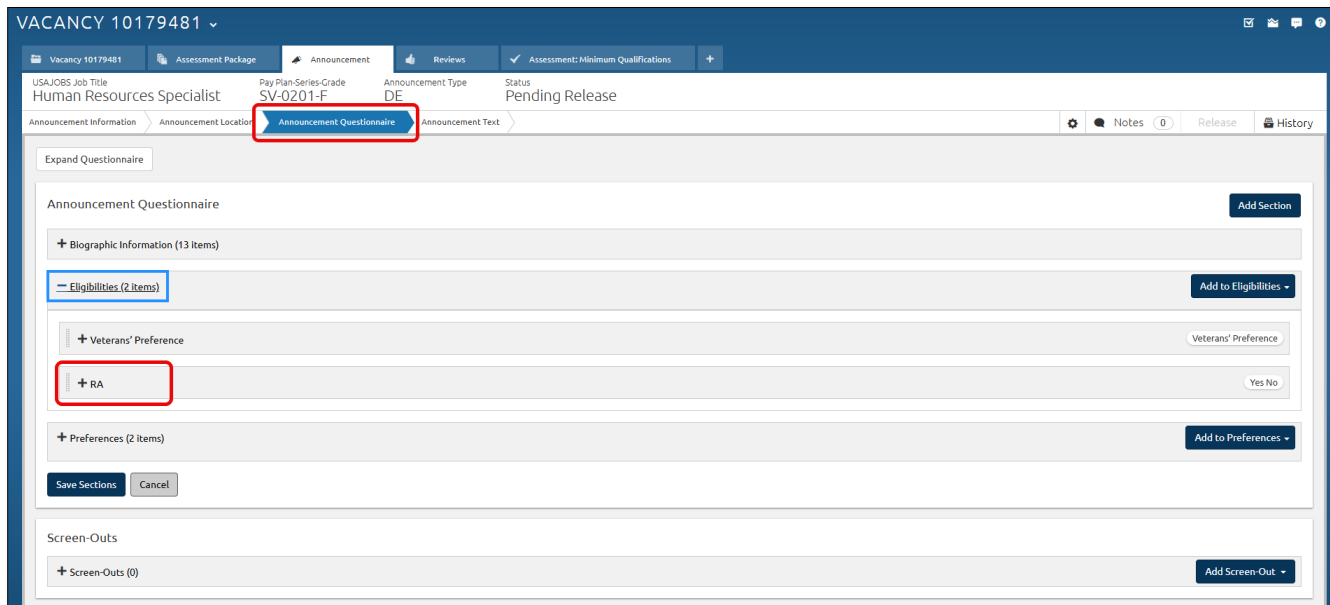 VACANCY 10179481
Vacancy 10179481 Assessment Package Announcement Reviews Assessment: Minimum Qualifications +
USAJOBS Job Title Pay Plan-Series-Grade Announcement Type Status
Human Resources Specialist SV-0201-F DE Pending Release
Announcement Information Announcement Location Announcement Questionnaire Announcement Text Notes 0 Release History
Expand Questionnaire
Announcement Questionnaire Add Section
+ Biographic Information (13 items)
− Eligibilities (2 items) Add to Eligibilities
+ Veterans' Preference Veterans' Preference
+ RA Yes No
+ Preferences (2 items) Add to Preferences
Save Sections Cancel
Screen-Outs
+ Screen-Outs (0) Add Screen-Out